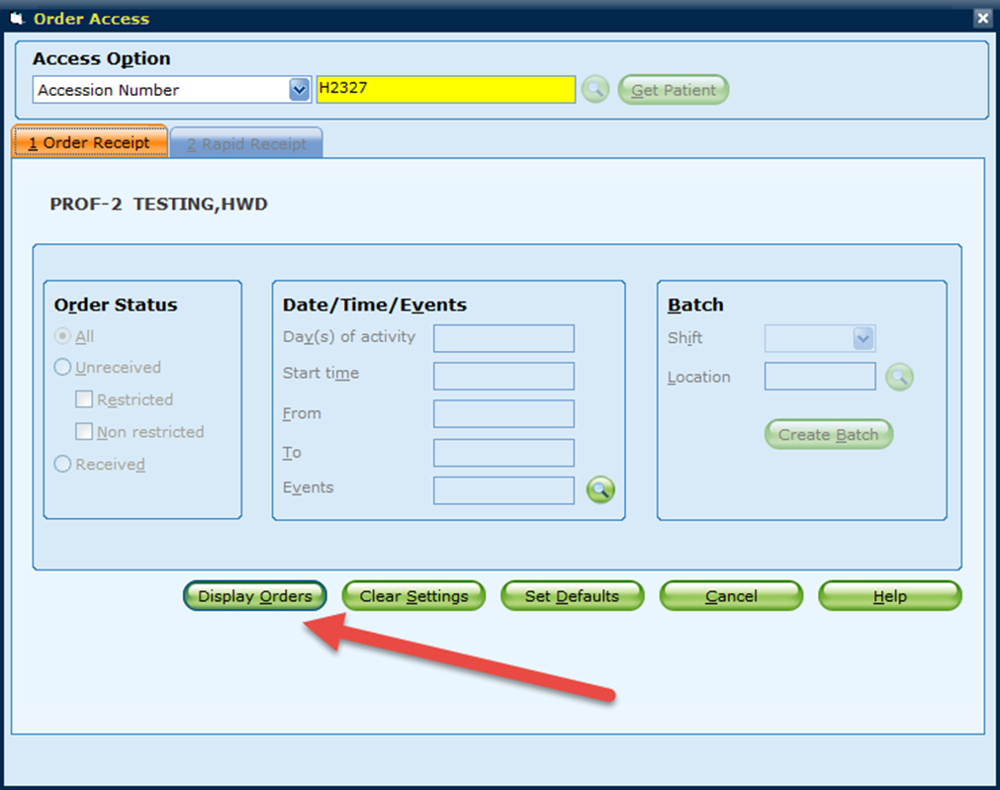 Order Access
Access Option
Accession Number H2327 Get Patient
1 Order Receipt 2 Rapid Receipt
PROF-2 TESTING,HWD
Order Status
All
Unreceived
Restricted
Non restricted
Received
Date/Time/Events
Day(s) of activity
Start time
From
To
Events
Batch
Shift
Location
Create Batch
Display Orders Clear Settings Set Defaults Cancel Help